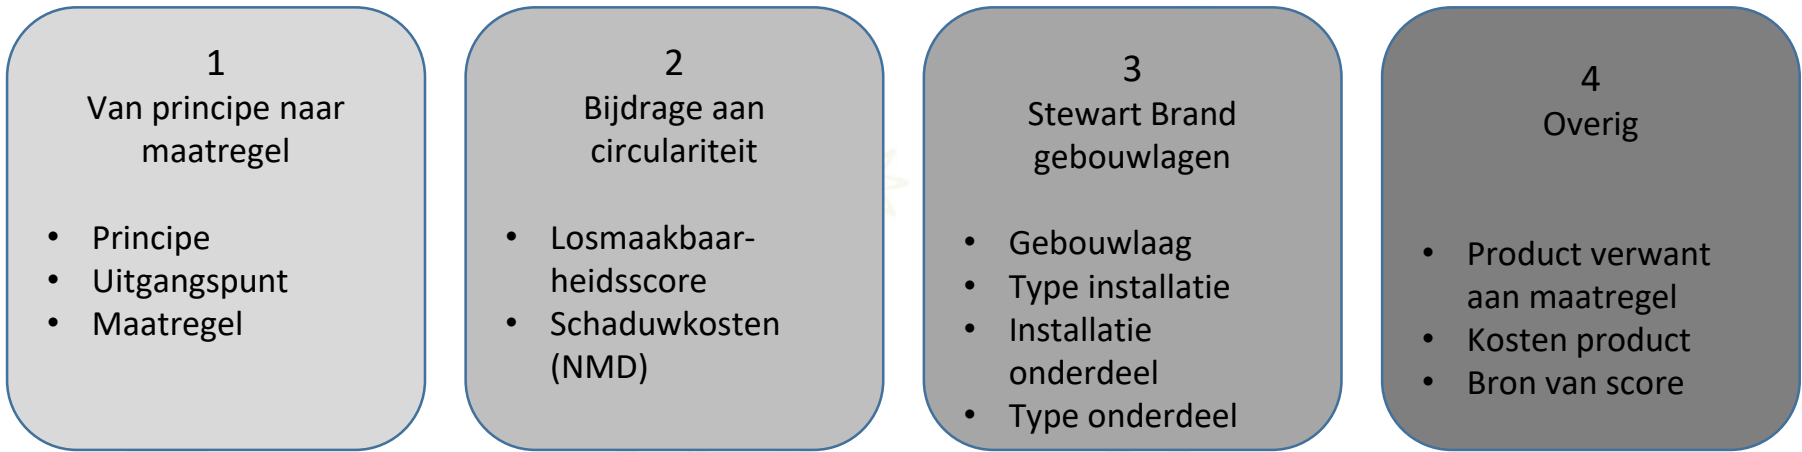 1
Van principe naar
maatregel
• Principe
• Uitgangspunt
• Maatregel
2
Bijdrage aan
circulariteit
• Losmaakbaar-
heidsscore
• Schaduwkosten
(NMD)
3
Stewart Brand
gebouwlagen
• Gebouwlaag
• Type installatie
• Installatie
onderdeel
• Type onderdeel
4
Overig
• Product verwant
aan maatregel
• Kosten product
• Bron van score